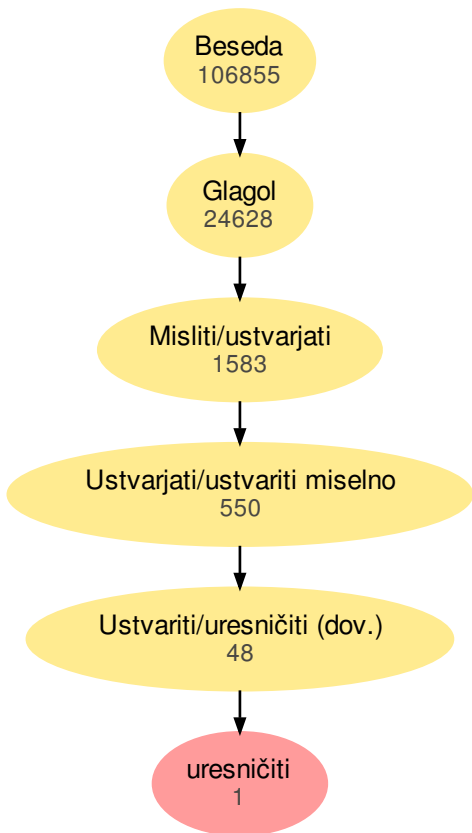 Beseda
106855
Glagol
24628
Misliti/ustvarjati
1583
Ustvarjati/ustvariti miselno
550
Ustvariti/uresničiti (dov.)
48
uresničiti
1